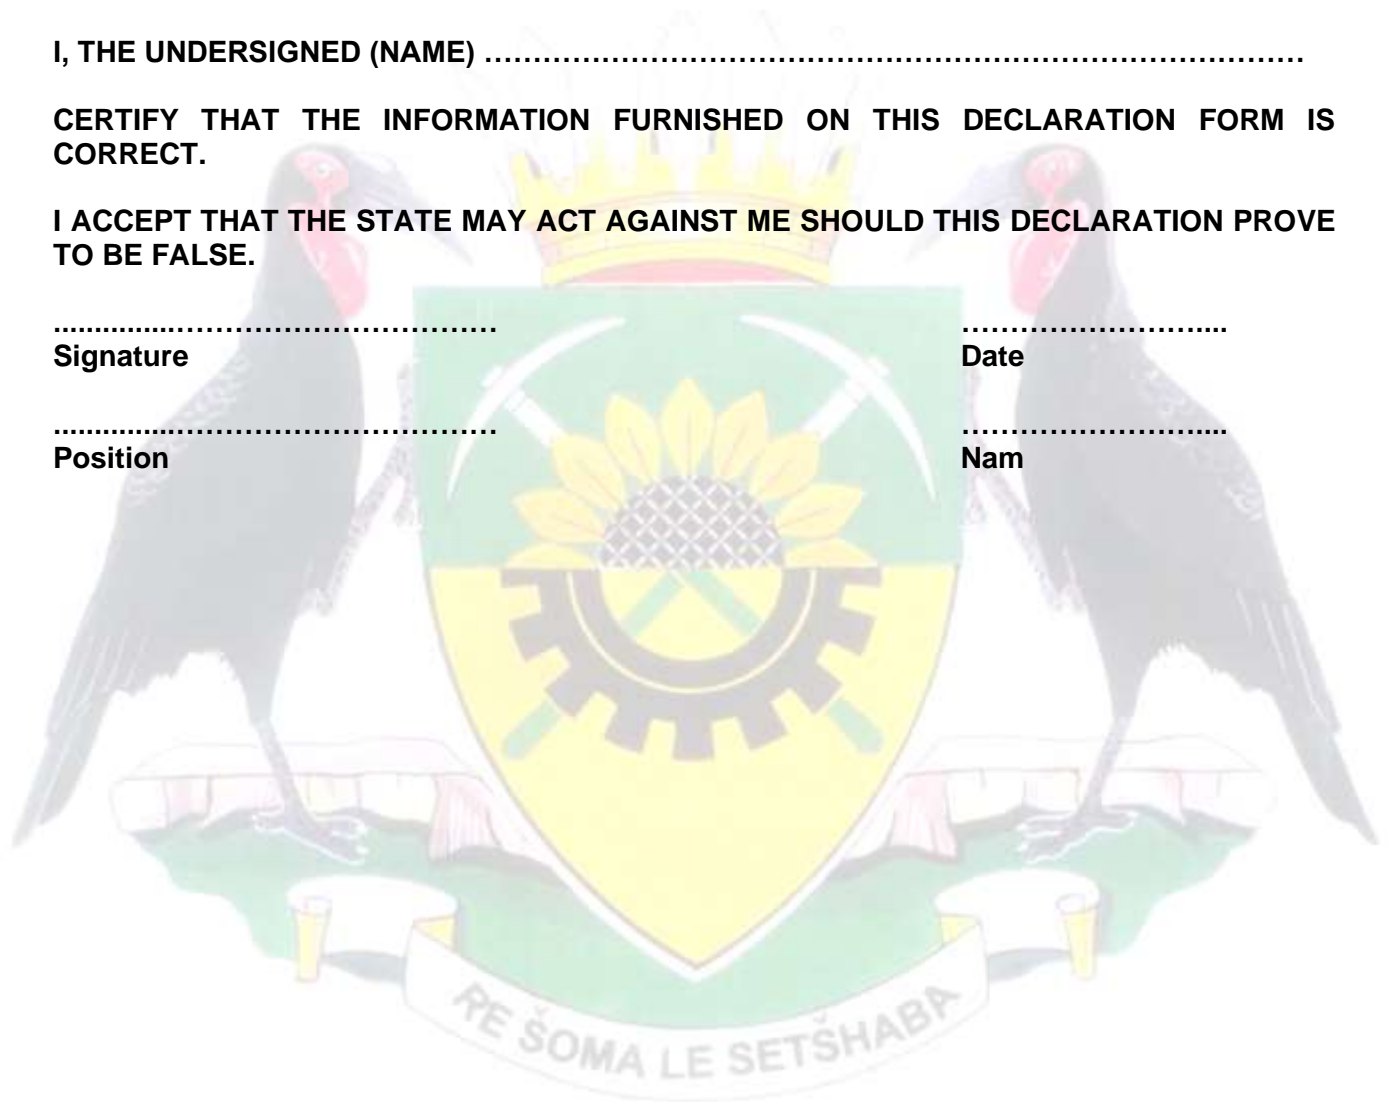 I, THE UNDERSIGNED (NAME) ……………………………………………………………………………
CERTIFY THAT THE INFORMATION FURNISHED ON THIS DECLARATION FORM IS
CORRECT.
I ACCEPT THAT THE STATE MAY ACT AGAINST ME SHOULD THIS DECLARATION PROVE
TO BE FALSE.
...............…………………………… ……………………....
Signature Date
...............…………………………… ……………………....
Position Nam
RE ŠOMA LE SETŠHABA